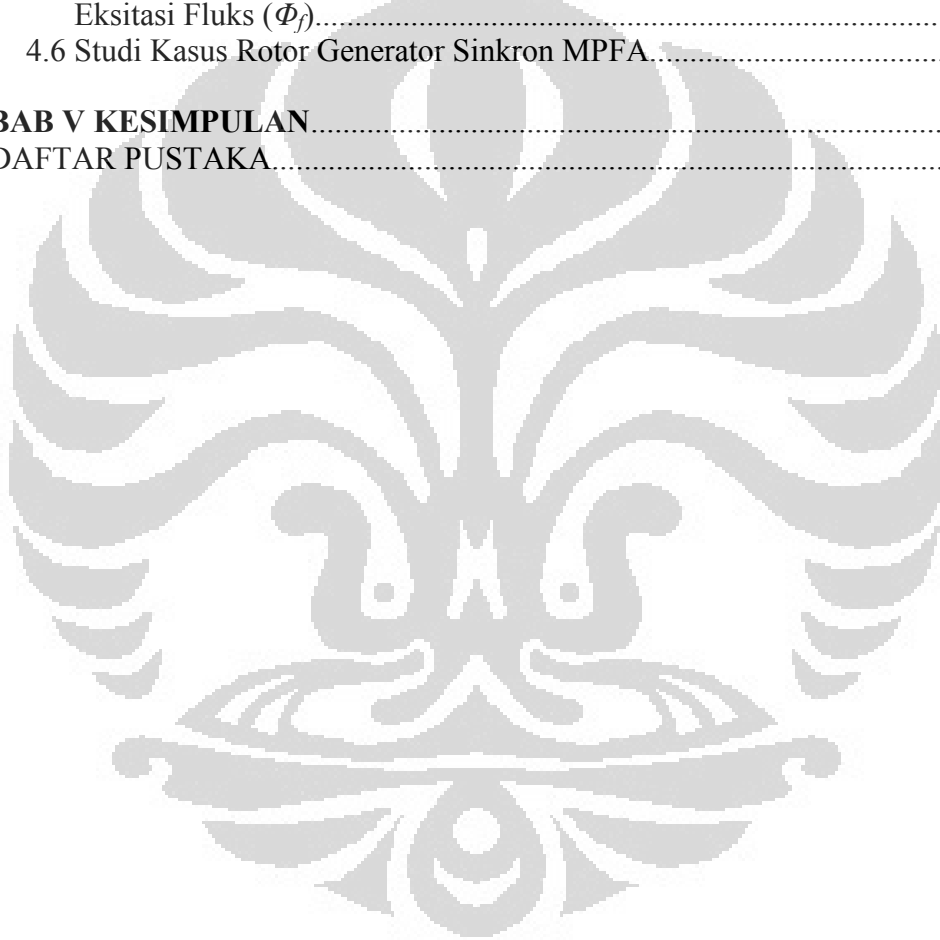 Eksitasi Fluks (Φf)......................................................................................
4.6 Studi Kasus Rotor Generator Sinkron MPFA........................................
BAB V KESIMPULAN...................................................................................
DAFTAR PUSTAKA.......................................................................................